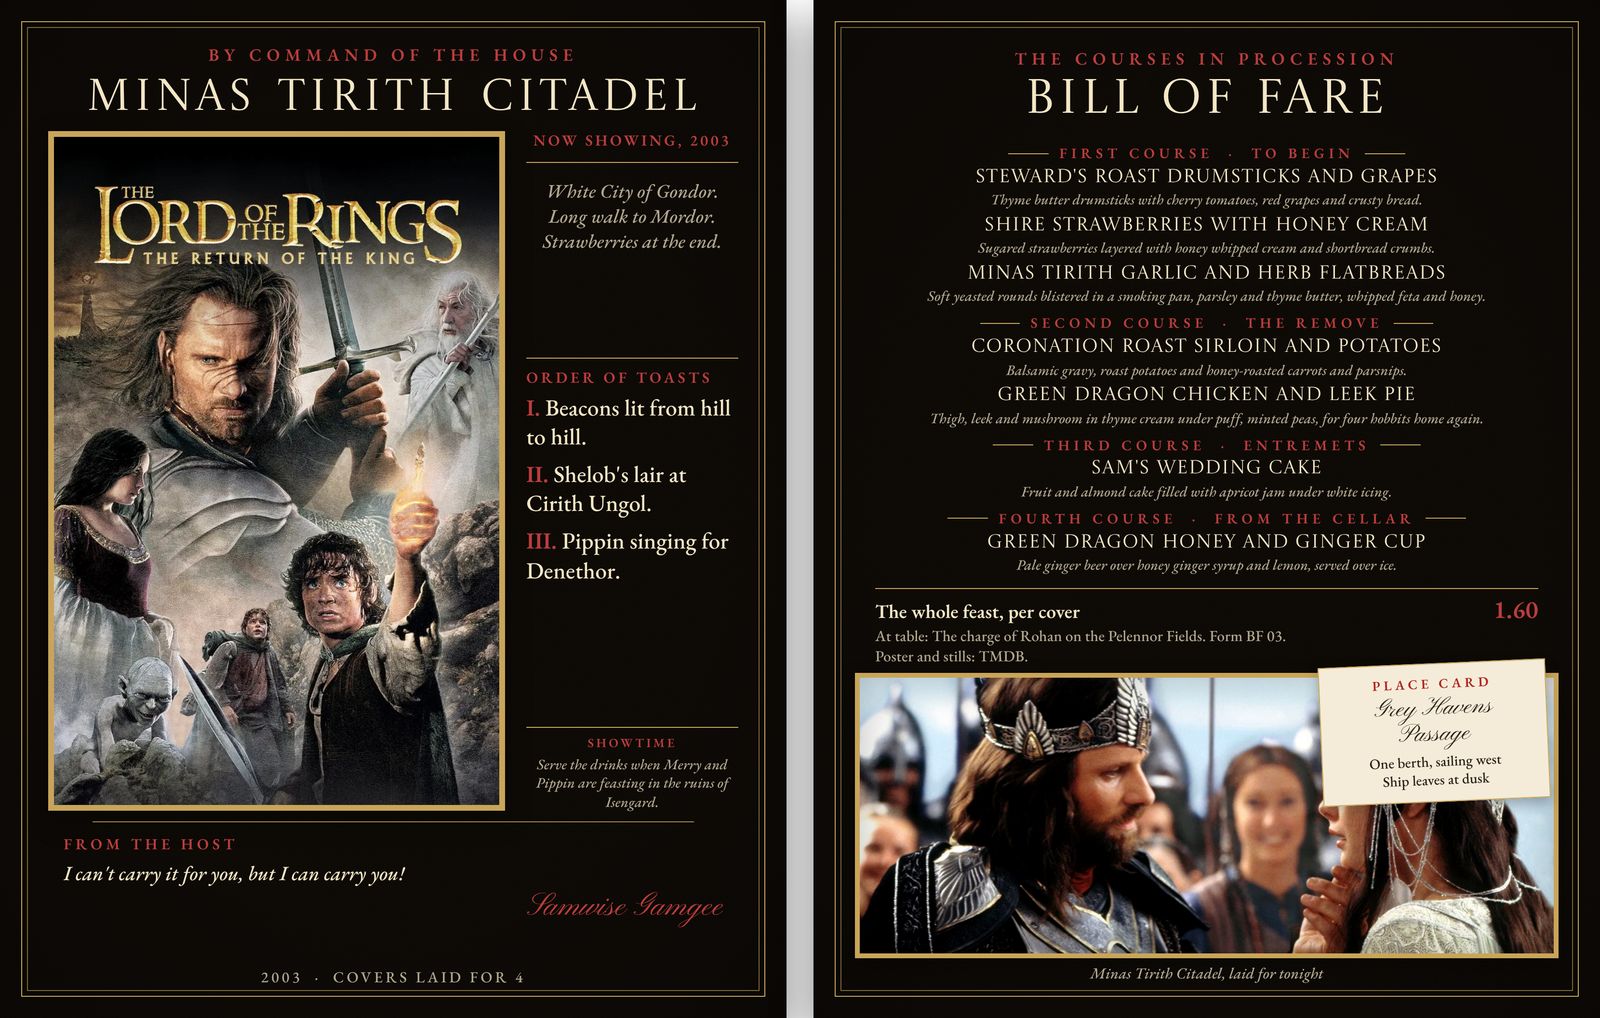 BY COMMAND OF THE HOUSE
MINAS TIRITH CITADEL
THE
LORD OF THE RINGS
THE RETURN OF THE KING
NOW SHOWING, 2003
White City of Gondor.
Long walk to Mordor.
Strawberries at the end.
ORDER OF TOASTS
I. Beacons lit from hill
to hill.
II. Shelob's lair at
Cirith Ungol.
III. Pippin singing for
Denethor.
SHOWTIME
Serve the drinks when Merry and
Pippin are feasting in the ruins of
Isengard.
FROM THE HOST
I can't carry it for you, but I can carry you!
Samwise Gamgee
2003 · COVERS LAID FOR 4
THE COURSES IN PROCESSION
BILL OF FARE
FIRST COURSE · TO BEGIN
STEWARD'S ROAST DRUMSTICKS AND GRAPES
Thyme butter drumsticks with cherry tomatoes, red grapes and crusty bread.
SHIRE STRAWBERRIES WITH HONEY CREAM
Sugared strawberries layered with honey whipped cream and shortbread crumbs.
MINAS TIRITH GARLIC AND HERB FLATBREADS
Soft yeasted rounds blistered in a smoking pan, parsley and thyme butter, whipped feta and honey.
SECOND COURSE · THE REMOVE
CORONATION ROAST SIRLOIN AND POTATOES
Balsamic gravy, roast potatoes and honey-roasted carrots and parsnips.
GREEN DRAGON CHICKEN AND LEEK PIE
Thigh, leek and mushroom in thyme cream under puff, minted peas, for four hobbits home again.
THIRD COURSE · ENTREMETS
SAM'S WEDDING CAKE
Fruit and almond cake filled with apricot jam under white icing.
FOURTH COURSE · FROM THE CELLAR
GREEN DRAGON HONEY AND GINGER CUP
Pale ginger beer over honey ginger syrup and lemon, served over ice.
The whole feast, per cover 1.60
At table: The charge of Rohan on the Pelennor Fields. Form BF 03.
Poster and stills: TMDB.
PLACE CARD
Grey Havens
Passage
One berth, sailing west
Ship leaves at dusk
Minas Tirith Citadel, laid for tonight